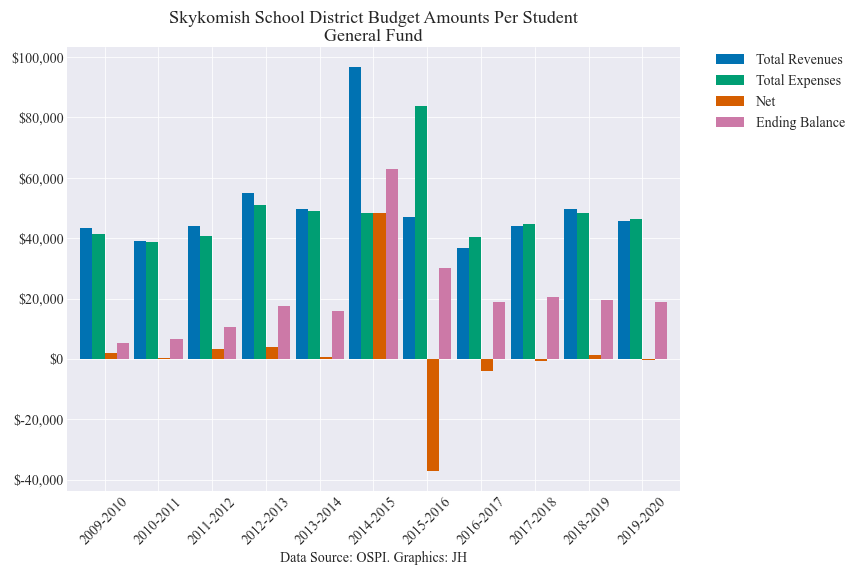 Skykomish School District Budget Amounts Per Student
General Fund
$100,000
$80,000
$60,000
$40,000
$20,000
$0
$-20,000
$-40,000
2009-2010
2010-2011
2011-2012
2012-2013
2013-2014
2014-2015
2015-2016
2016-2017
2017-2018
2018-2019
2019-2020
Data Source: OSPI. Graphics: JH
Total Revenues
Total Expenses
Net
Ending Balance